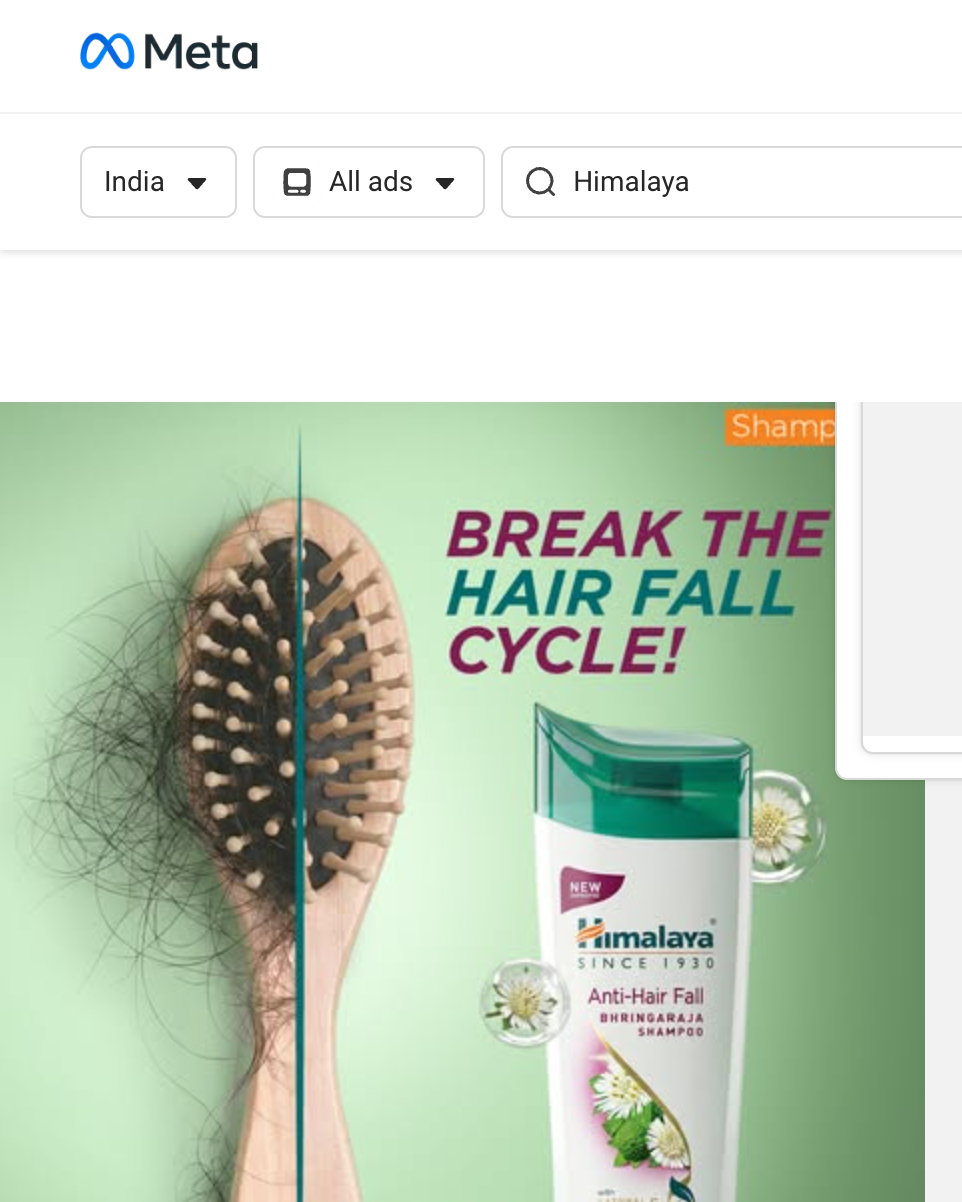 Meta
India
All ads
Himalaya
Shamp
BREAK THE
HAIR FALL
CYCLE!
NEW
Himalaya
SINCE 1930
Anti-Hair Fall
BHRINGARAJA
SHAMPOO
with